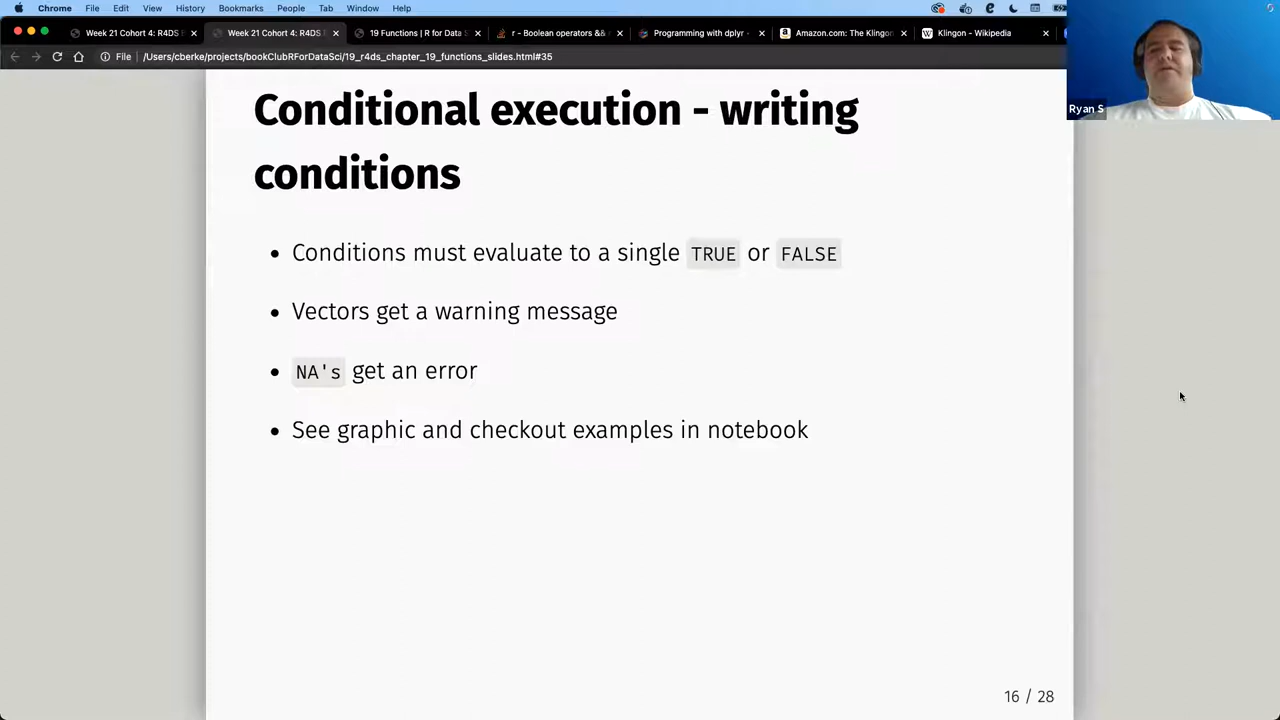 Chrome File Edit View History Bookmarks People Tab Window Help
Week 21 Cohort 4: R4DS F
Week 21 Cohort 4: R4DS F
19 Functions | R for Data S
r - Boolean operators &&
Programming with dplyr
Amazon.com: The Klingon
Klingon - Wikipedia
File /Users/cberke/projects/bookClubRForDataSci/19_r4ds_chapter_19_functions_slides.html#35
Ryan S
Conditional execution - writing
conditions
Conditions must evaluate to a single TRUE or FALSE
Vectors get a warning message
NA's get an error
See graphic and checkout examples in notebook
16 / 28